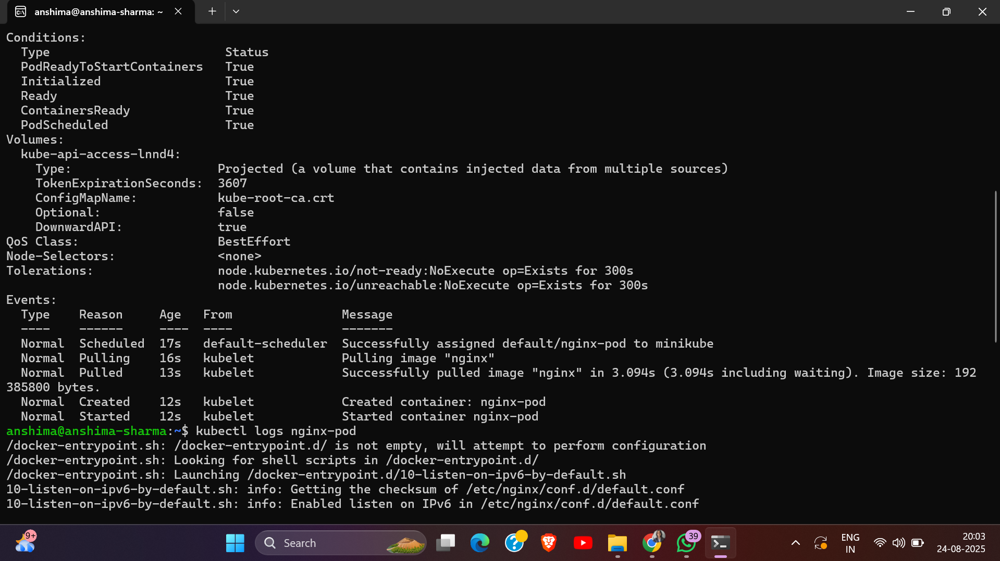 anshima@anshima-sharma: ~
Conditions:
  Type                        Status
  PodReadyToStartContainers   True
  Initialized                 True
  Ready                       True
  ContainersReady             True
  PodScheduled                True
Volumes:
  kube-api-access-lnnd4:
    Type:                    Projected (a volume that contains injected data from multiple sources)
    TokenExpirationSeconds:  3607
    ConfigMapName:           kube-root-ca.crt
    Optional:                false
    DownwardAPI:             true
QoS Class:                   BestEffort
Node-Selectors:              <none>
Tolerations:                 node.kubernetes.io/not-ready:NoExecute op=Exists for 300s
                             node.kubernetes.io/unreachable:NoExecute op=Exists for 300s
Events:
  Type    Reason     Age   From               Message
  ----    ------     ----  ----               -------
  Normal  Scheduled  17s   default-scheduler  Successfully assigned default/nginx-pod to minikube
  Normal  Pulling    16s   kubelet            Pulling image "nginx"
  Normal  Pulled     13s   kubelet            Successfully pulled image "nginx" in 3.094s (3.094s including waiting). Image size: 192
385800 bytes.
  Normal  Created    12s   kubelet            Created container: nginx-pod
  Normal  Started    12s   kubelet            Started container nginx-pod
anshima@anshima-sharma:~$ kubectl logs nginx-pod
/docker-entrypoint.sh: /docker-entrypoint.d/ is not empty, will attempt to perform configuration
/docker-entrypoint.sh: Looking for shell scripts in /docker-entrypoint.d/
/docker-entrypoint.sh: Launching /docker-entrypoint.d/10-listen-on-ipv6-by-default.sh
10-listen-on-ipv6-by-default.sh: info: Getting the checksum of /etc/nginx/conf.d/default.conf
10-listen-on-ipv6-by-default.sh: info: Enabled listen on IPv6 in /etc/nginx/conf.d/default.conf
9+
Search
39
ENG
IN
20:03
24-08-2025